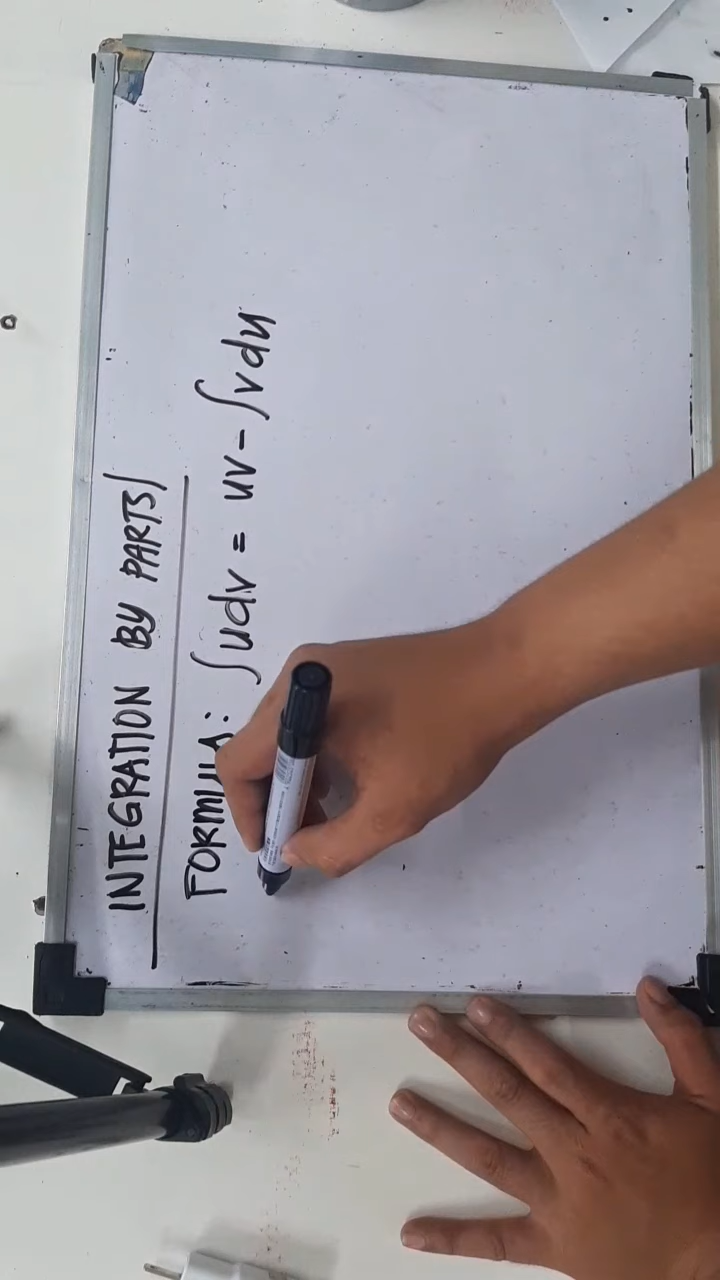 INTEGRATION BY PARTS
FORMULA: ∫udv = uv - ∫vdu